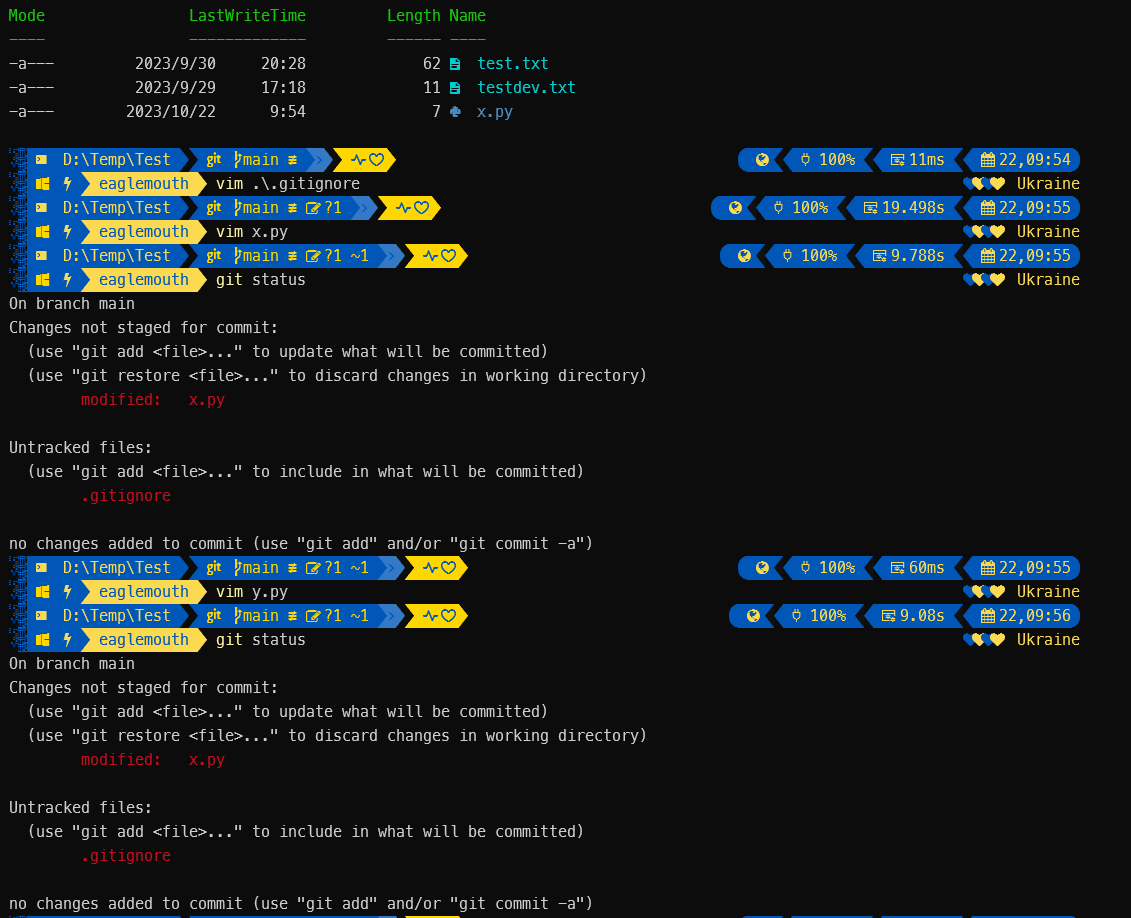 Mode LastWriteTime Length Name
---- ------------- ------ ----
-a--- 2023/9/30 20:28 62 test.txt
-a--- 2023/9/29 17:18 11 testdev.txt
-a--- 2023/10/22 9:54 7 x.py
D:\Temp\Test git main ≢ 100% 11ms 22,09:54
eaglemouth vim .\.gitignore Ukraine
D:\Temp\Test git main ≢ ?1 100% 19.498s 22,09:55
eaglemouth vim x.py Ukraine
D:\Temp\Test git main ≢ ?1 ~1 100% 9.788s 22,09:55
eaglemouth git status Ukraine
On branch main
Changes not staged for commit:
(use "git add <file>..." to update what will be committed)
(use "git restore <file>..." to discard changes in working directory)
modified: x.py
Untracked files:
(use "git add <file>..." to include in what will be committed)
.gitignore
no changes added to commit (use "git add" and/or "git commit -a")
D:\Temp\Test git main ≢ ?1 ~1 100% 60ms 22,09:55
eaglemouth vim y.py Ukraine
D:\Temp\Test git main ≢ ?1 ~1 100% 9.08s 22,09:56
eaglemouth git status Ukraine
On branch main
Changes not staged for commit:
(use "git add <file>..." to update what will be committed)
(use "git restore <file>..." to discard changes in working directory)
modified: x.py
Untracked files:
(use "git add <file>..." to include in what will be committed)
.gitignore
no changes added to commit (use "git add" and/or "git commit -a")